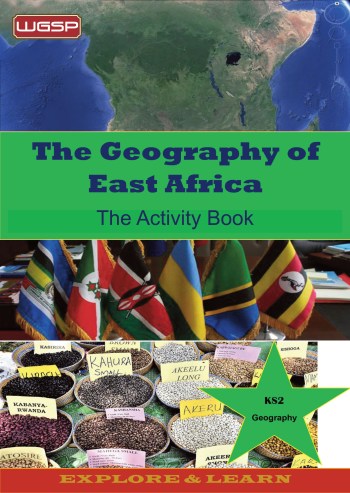 WGSP
The Geography of
East Africa
The Activity Book
KAHURA
SMALL
AKEELU
LONG
KABANYA-
RWANDA
AKERU
KS2
Geography
EXPLORE & LEARN